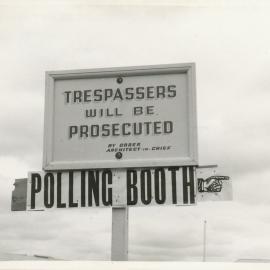 TRESPASSERS
WILL BE
PROSECUTED
BY ORDER
ARCHITECT-IN-CHIEF
POLLING BOOTH